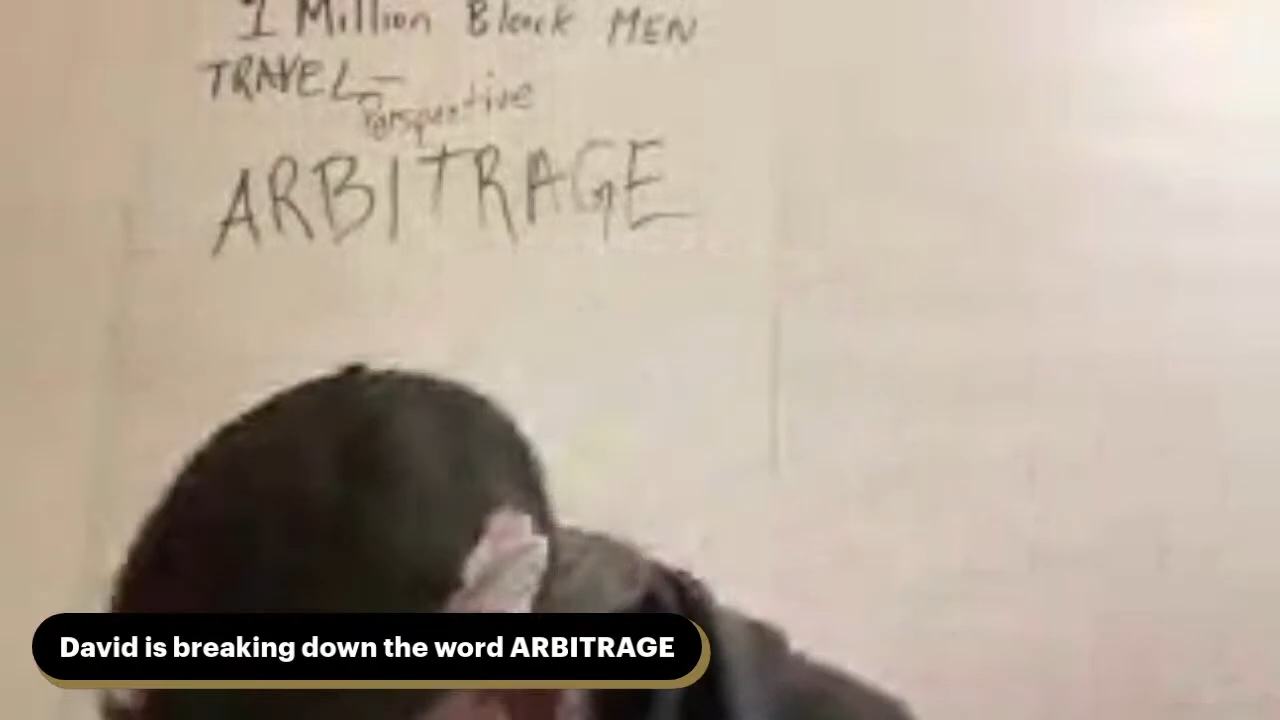 1 Million Black MEN
TRAVEL-
Perspective
ARBITRAGE
David is breaking down the word ARBITRAGE